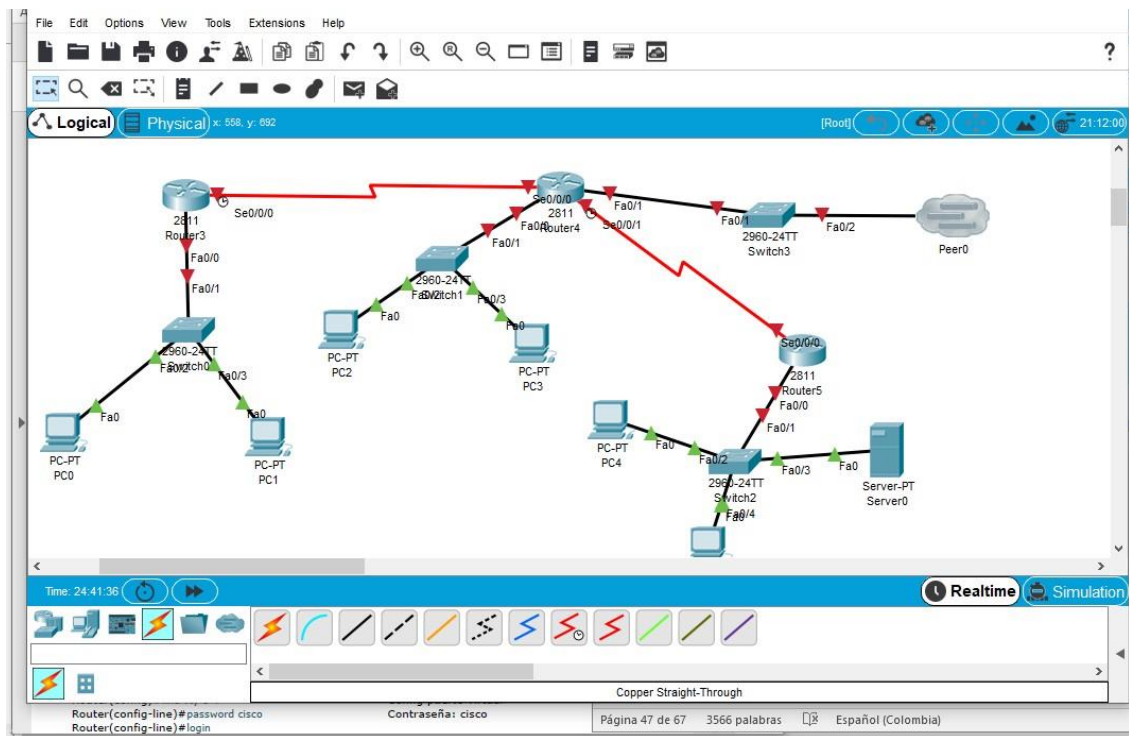 File Edit Options View Tools Extensions Help
?
Logical Physical x: 558, y: 692 [Root] 21:12:00
Se0/0/0
2811
Router3
Fa0/0
Fa0/1
2960-24TT
Switch0
Fa0/2
Fa0/3
Fa0
Fa0
PC-PT
PC0
PC-PT
PC1
Se0/0/0
2811
Router4
Fa0/0
Fa0/1
Se0/0/1
Fa0/1
2960-24TT
Switch1
Fa0/2
Fa0/3
Fa0
Fa0
PC-PT
PC2
PC-PT
PC3
Fa0/1
2960-24TT
Switch3
Fa0/2
Peer0
Se0/0/0
2811
Router5
Fa0/0
Fa0/1
PC-PT
PC4
Fa0
Fa0/2
2960-24TT
Switch2
Fa0/4
Fa0
Fa0/3
Fa0
Server-PT
Server0
Time: 24:41:36 Realtime Simulation
Copper Straight-Through
Router(config-line)#password cisco
Contraseña: cisco
Router(config-line)#login
Página 47 de 67 3566 palabras Español (Colombia)